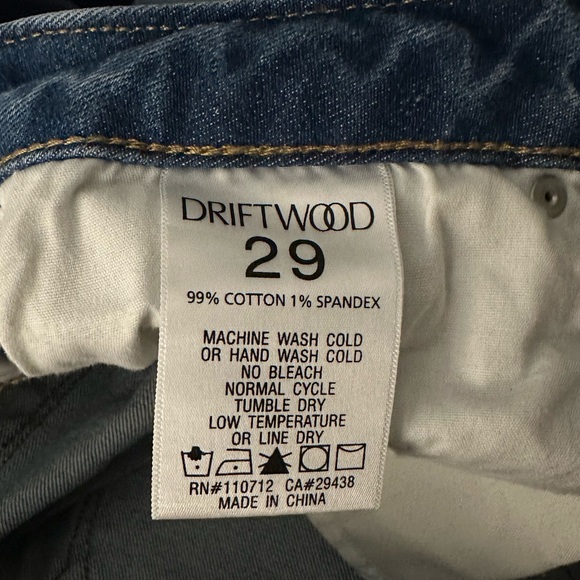 DRIFTWOOD
29
99% COTTON 1% SPANDEX
MACHINE WASH COLD
OR HAND WASH COLD
NO BLEACH
NORMAL CYCLE
TUMBLE DRY
LOW TEMPERATURE
OR LINE DRY
RN#110712 CA#29438
MADE IN CHINA